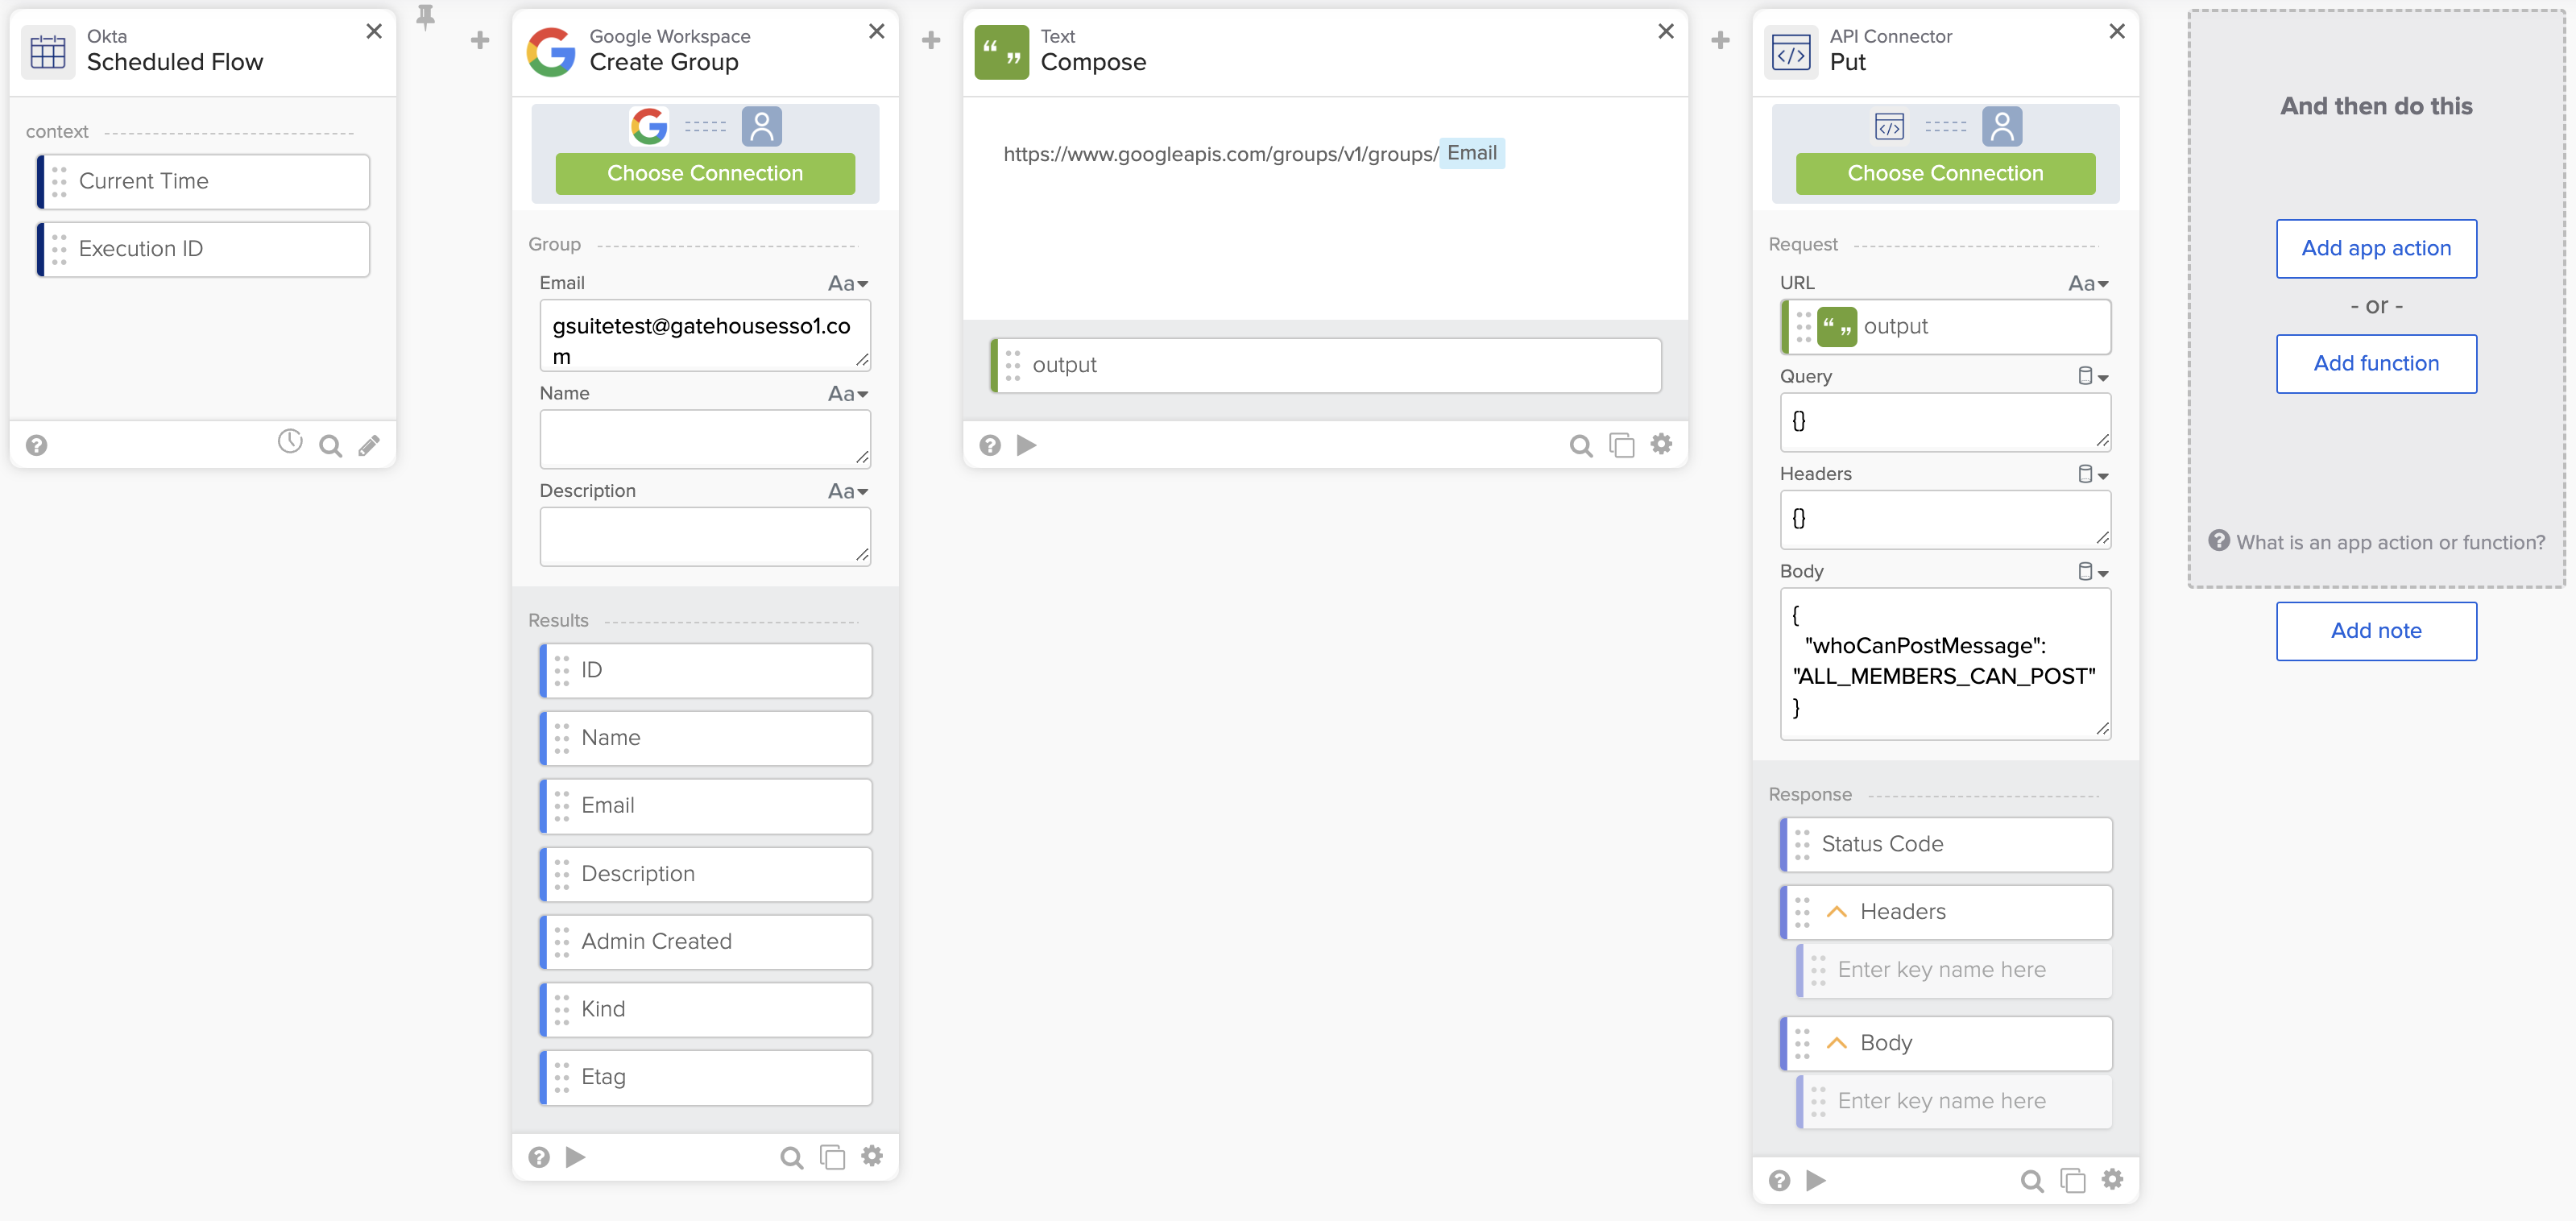 Okta
Scheduled Flow
context
Current Time
Execution ID
Google Workspace
Create Group
Choose Connection
Group
Email
Aa
gsuitetest@gatehousesso1.co
m
Name
Aa
Description
Aa
Results
ID
Name
Email
Description
Admin Created
Kind
Etag
Text
Compose
https://www.googleapis.com/groups/v1/groups/ Email
output
API Connector
Put
Choose Connection
Request
URL
Aa
output
Query
{}
Headers
{}
Body
{
"whoCanPostMessage":
"ALL_MEMBERS_CAN_POST"
}
Response
Status Code
Headers
Enter key name here
Body
Enter key name here
And then do this
Add app action
- or -
Add function
What is an app action or function?
Add note